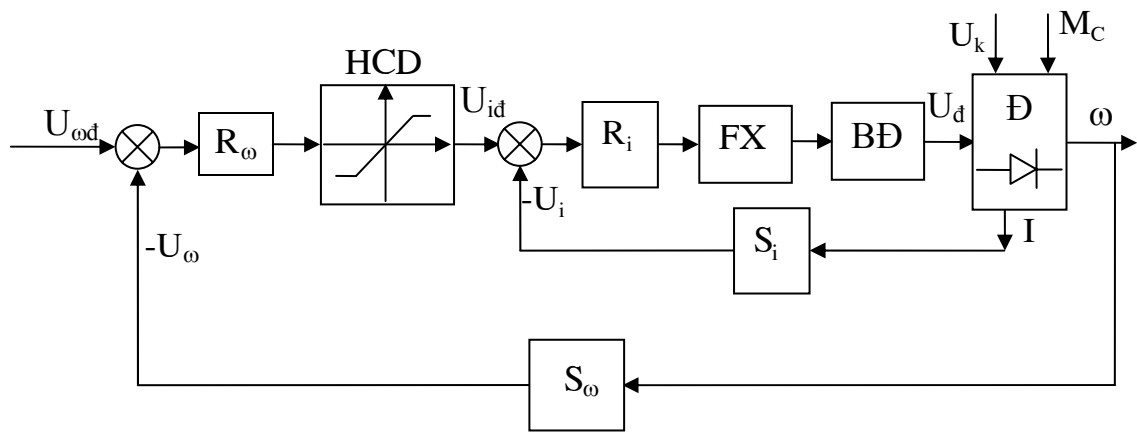 U_k M_C
HCD
U_ωđ R_ω U_iđ R_i FX BĐ U_đ Đ ω
-U_i S_i I
-U_ω
S_ω